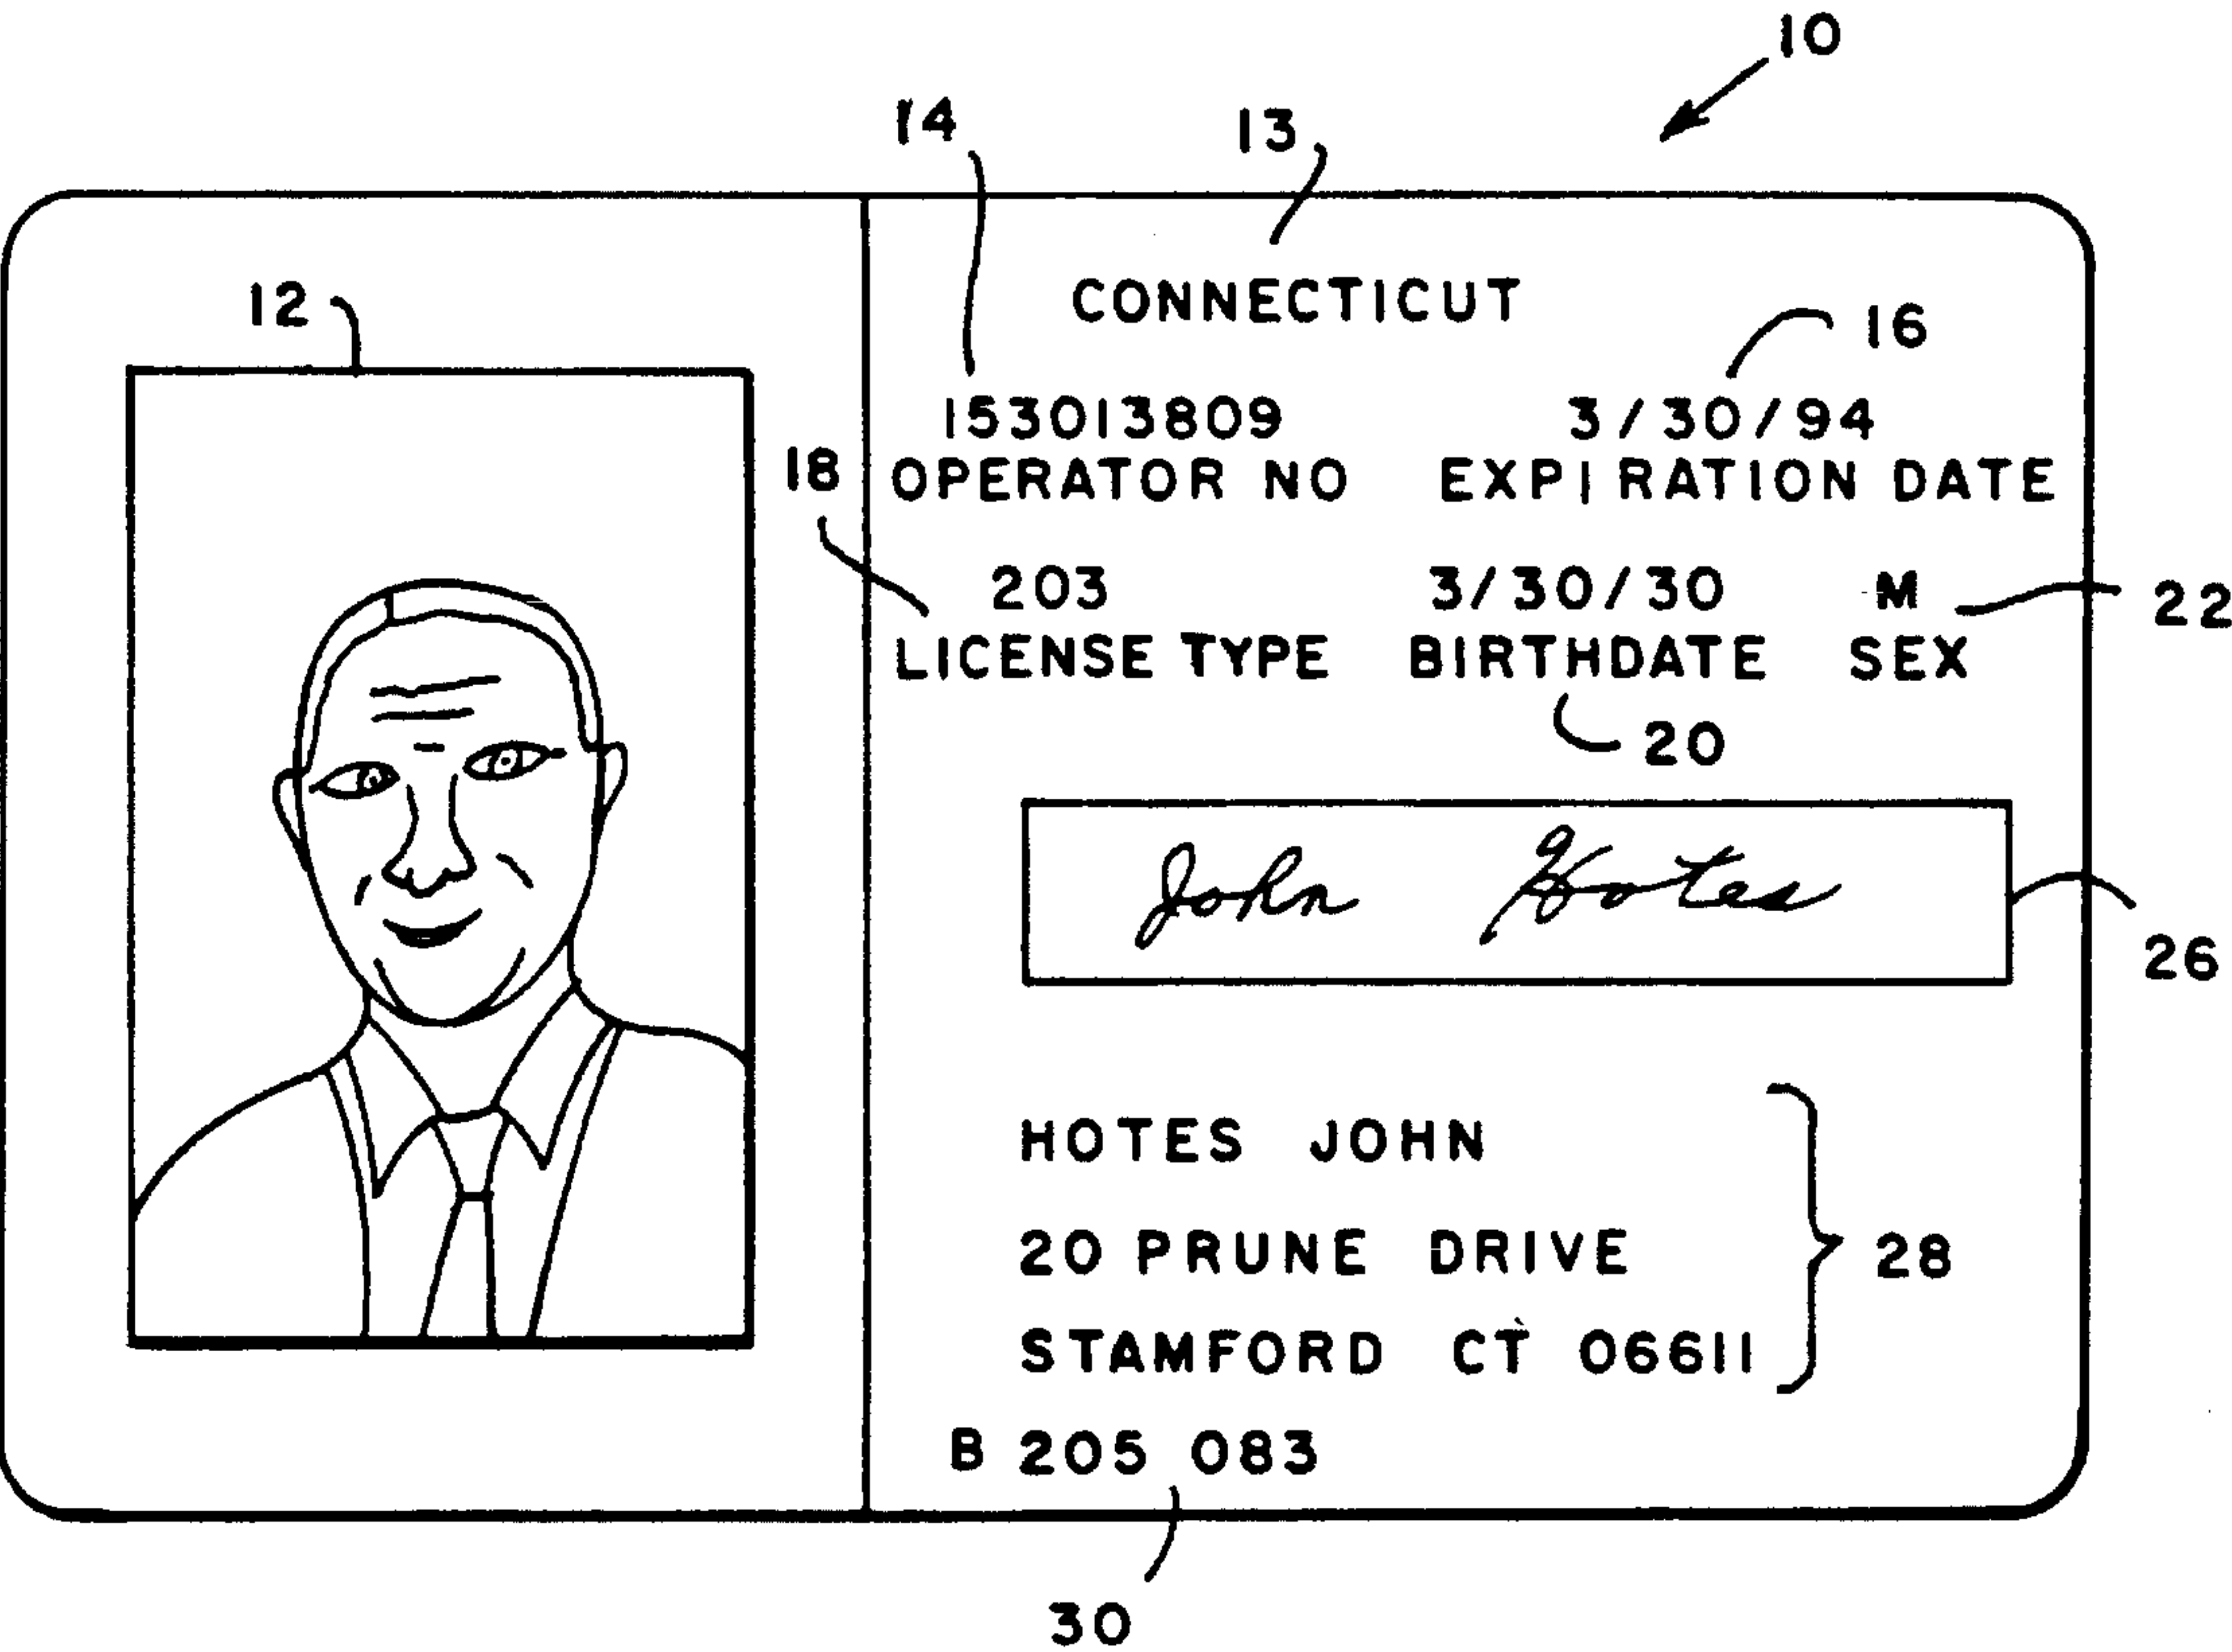 10
14 13
12 CONNECTICUT 16
153013809 3/30/94
18 OPERATOR NO EXPIRATION DATE
203 3/30/30 M 22
LICENSE TYPE BIRTHDATE SEX
20
John Hotes
26
HOTES JOHN
20 PRUNE DRIVE 28
STAMFORD CT 06611
B 205 083
30